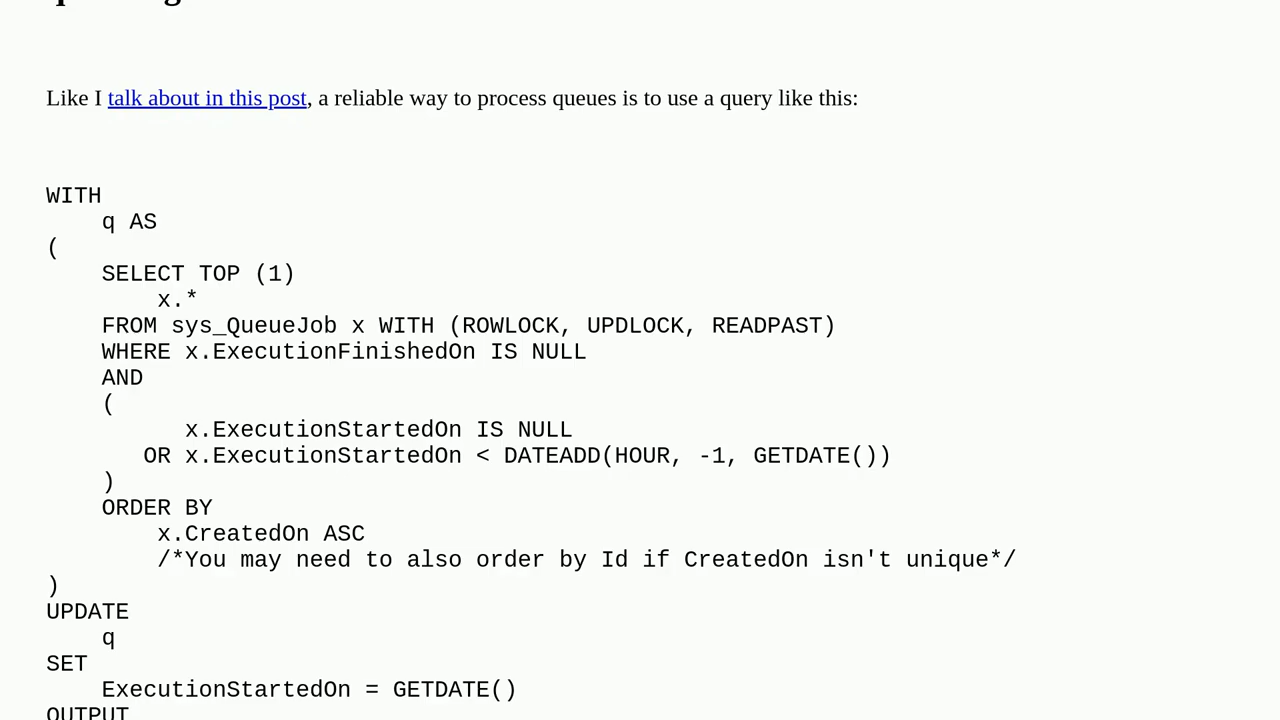 Like I talk about in this post, a reliable way to process queues is to use a query like this:
WITH
    q AS
(
    SELECT TOP (1)
        x.*
    FROM sys_QueueJob x WITH (ROWLOCK, UPDLOCK, READPAST)
    WHERE x.ExecutionFinishedOn IS NULL
    AND
    (
          x.ExecutionStartedOn IS NULL
       OR x.ExecutionStartedOn < DATEADD(HOUR, -1, GETDATE())
    )
    ORDER BY
        x.CreatedOn ASC
        /*You may need to also order by Id if CreatedOn isn't unique*/
)
UPDATE
    q
SET
    ExecutionStartedOn = GETDATE()
OUTPUT